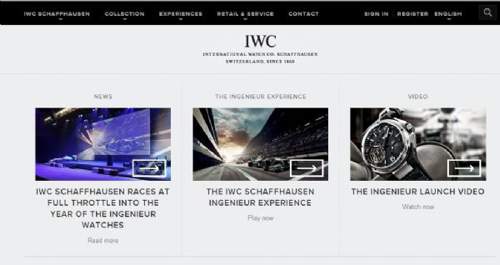 IWC SCHAFFHAUSEN COLLECTION EXPERIENCES RETAIL & SERVICE CONTACT SIGN IN REGISTER ENGLISH
IWC
INTERNATIONAL WATCH CO. SCHAFFHAUSEN
SWITZERLAND, SINCE 1868
NEWS
IWC SCHAFFHAUSEN RACES AT
FULL THROTTLE INTO THE
YEAR OF THE INGENIEUR
WATCHES
Read more
THE INGENIEUR EXPERIENCE
THE IWC SCHAFFHAUSEN
INGENIEUR EXPERIENCE
Play now
VIDEO
THE INGENIEUR LAUNCH VIDEO
Watch now